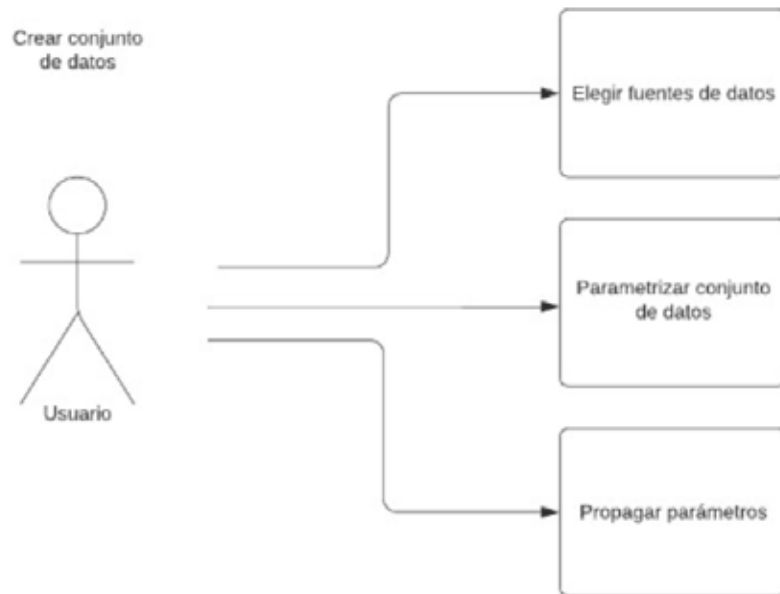 Crear conjunto
de datos
Usuario
Elegir fuentes de datos
Parametrizar conjunto
de datos
Propagar parámetros